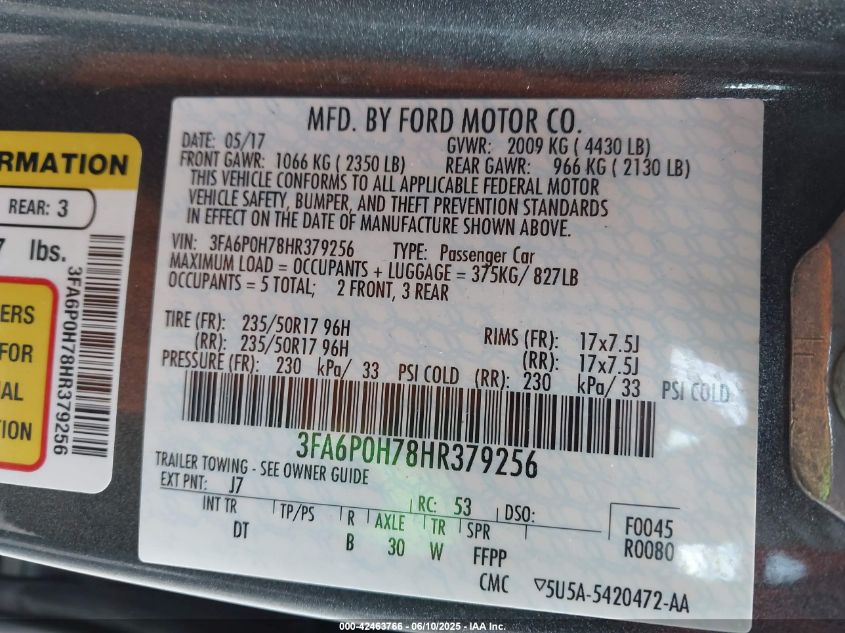 RMATION
REAR: 3
7 lbs.
3FA6P0H78HR379256
ERS
FOR
AL
TION
MFD. BY FORD MOTOR CO.
DATE: 05/17 GVWR: 2009 KG ( 4430 LB)
FRONT GAWR: 1066 KG ( 2350 LB) REAR GAWR: 966 KG ( 2130 LB)
THIS VEHICLE CONFORMS TO ALL APPLICABLE FEDERAL MOTOR
VEHICLE SAFETY, BUMPER, AND THEFT PREVENTION STANDARDS
IN EFFECT ON THE DATE OF MANUFACTURE SHOWN ABOVE.
VIN: 3FA6P0H78HR379256 TYPE: Passenger Car
MAXIMUM LOAD = OCCUPANTS + LUGGAGE = 375KG/ 827LB
OCCUPANTS = 5 TOTAL; 2 FRONT, 3 REAR
TIRE (FR): 235/50R17 96H RIMS (FR): 17x7.5J
(RR): 235/50R17 96H (RR): 17x7.5J
PRESSURE (FR): 230 kPa/ 33 PSI COLD (RR): 230 kPa/ 33 PSI COLD
3FA6P0H78HR379256
TRAILER TOWING - SEE OWNER GUIDE
EXT PNT: J7 RC: 53 DSO:
INT TR TP/PS R AXLE TR SPR F0045
DT B 30 W FFPP R0080
CMC ▽5U5A-5420472-AA
000-42463766 - 06/10/2025 - IAA Inc.